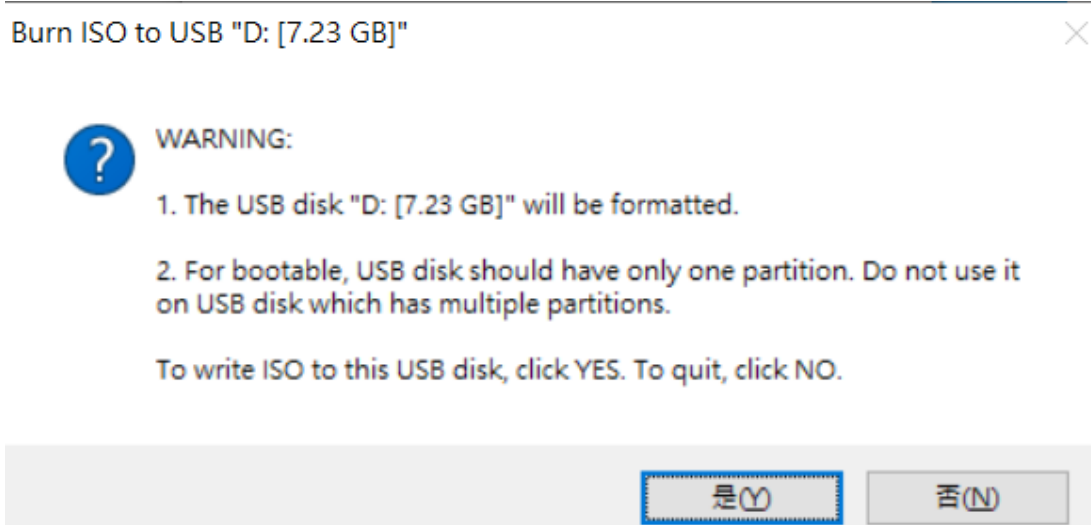 Burn ISO to USB "D: [7.23 GB]"
WARNING:
1. The USB disk "D: [7.23 GB]" will be formatted.
2. For bootable, USB disk should have only one partition. Do not use it
on USB disk which has multiple partitions.
To write ISO to this USB disk, click YES. To quit, click NO.
是(Y)
否(N)